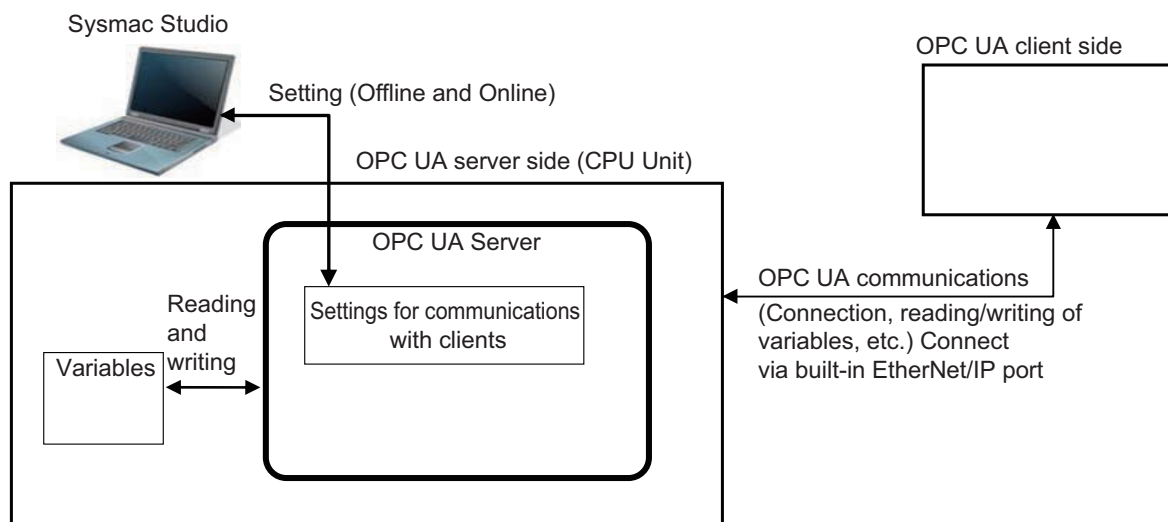 Sysmac Studio
OPC UA client side
Setting (Offline and Online)
OPC UA server side (CPU Unit)
OPC UA Server
Settings for communications
with clients
Reading
and
writing
Variables
OPC UA communications
(Connection, reading/writing of
variables, etc.) Connect
via built-in EtherNet/IP port